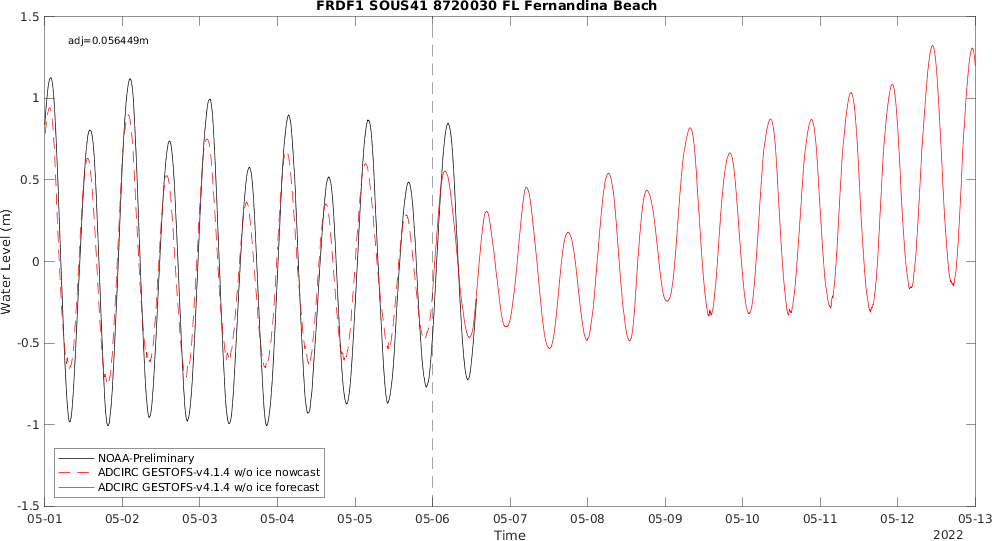 FRDF1 SOUS41 8720030 FL Fernandina Beach
adj=0.056449m
1.5
1
0.5
0
-0.5
-1
-1.5
Water Level (m)
NOAA-Preliminary
ADCIRC GESTOFS-v4.1.4 w/o ice nowcast
ADCIRC GESTOFS-v4.1.4 w/o ice forecast
05-01 05-02 05-03 05-04 05-05 05-06 05-07 05-08 05-09 05-10 05-11 05-12 05-13
Time
2022